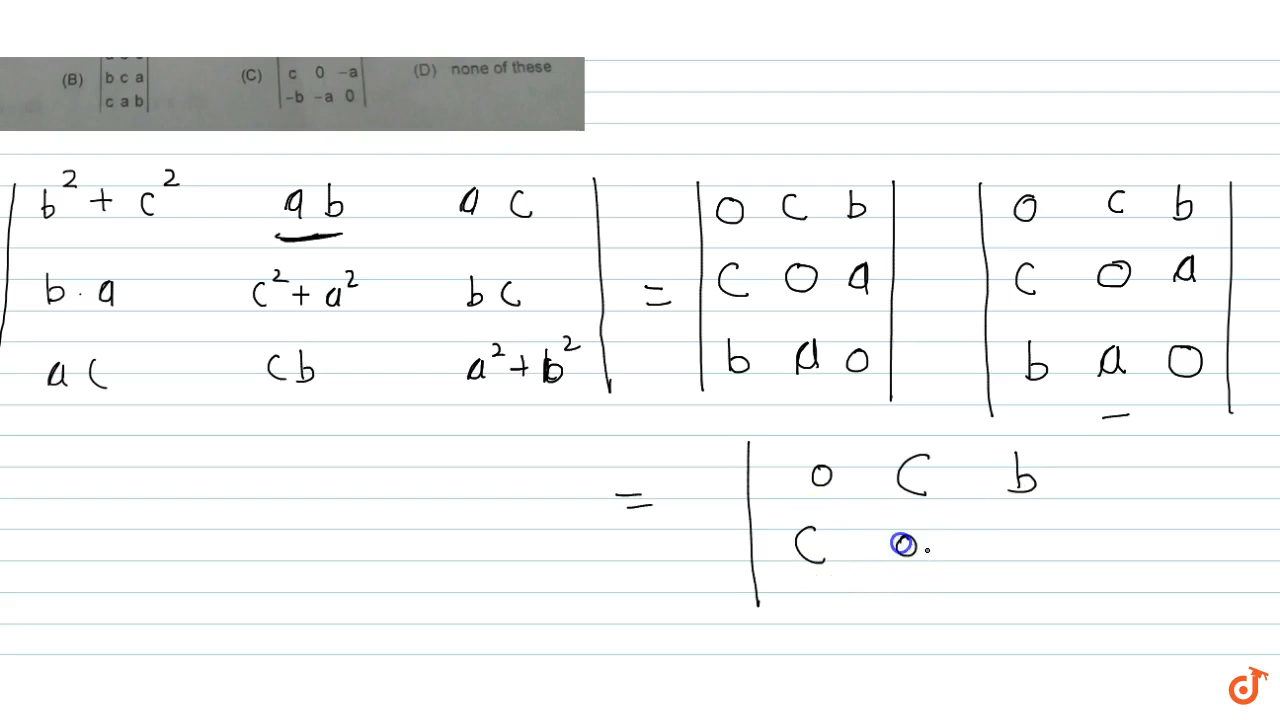 (B) b c a (C) c 0 -a (D) none of these
c a b -b -a 0
b² + c² a b a c = 0 c b 0 c b
b · a c² + a² b c c 0 a c 0 a
a c c b a² + b² b a 0 b a 0
= 0 c b
c 0 .